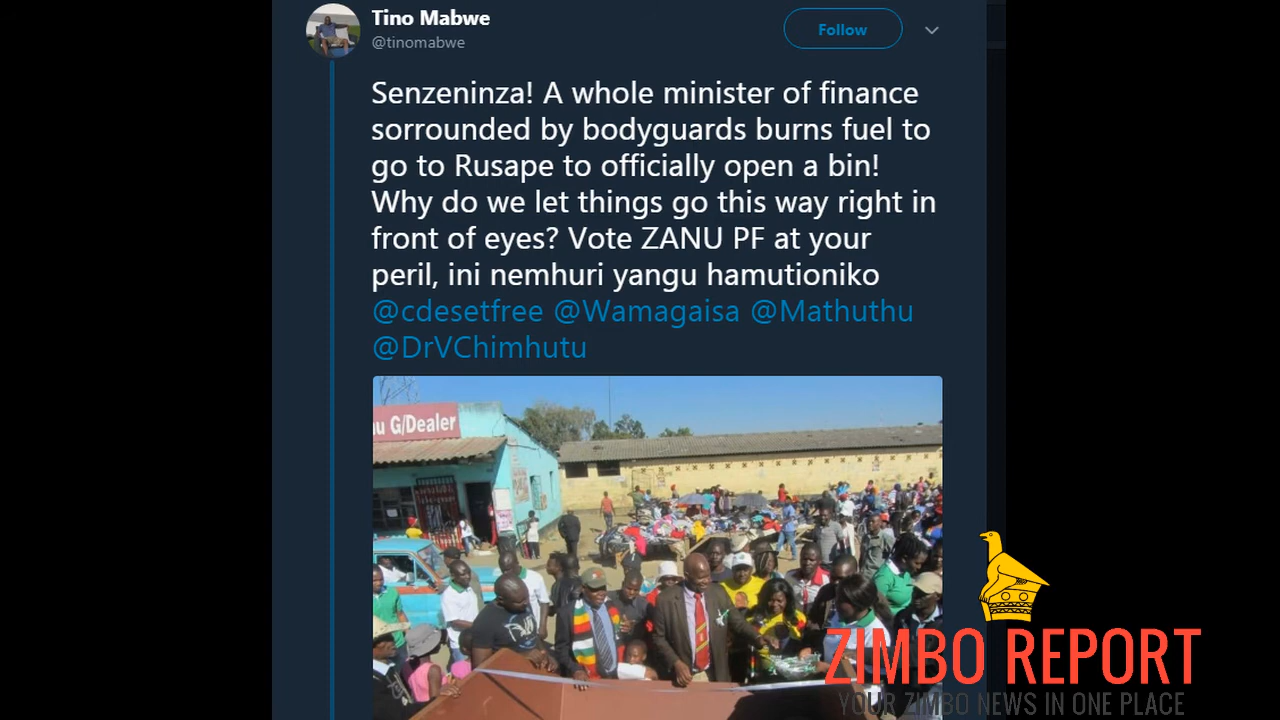 Tino Mabwe
@tinomabwe
Follow
Senzeninza! A whole minister of finance
sorrounded by bodyguards burns fuel to
go to Rusape to officially open a bin!
Why do we let things go this way right in
front of eyes? Vote ZANU PF at your
peril, ini nemhuri yangu hamutioniko
@cdesetfree @Wamagaisa @Mathuthu
@DrVChimhutu
u G/Dealer
ZIMBO REPORT
YOUR ZIMBO NEWS IN ONE PLACE